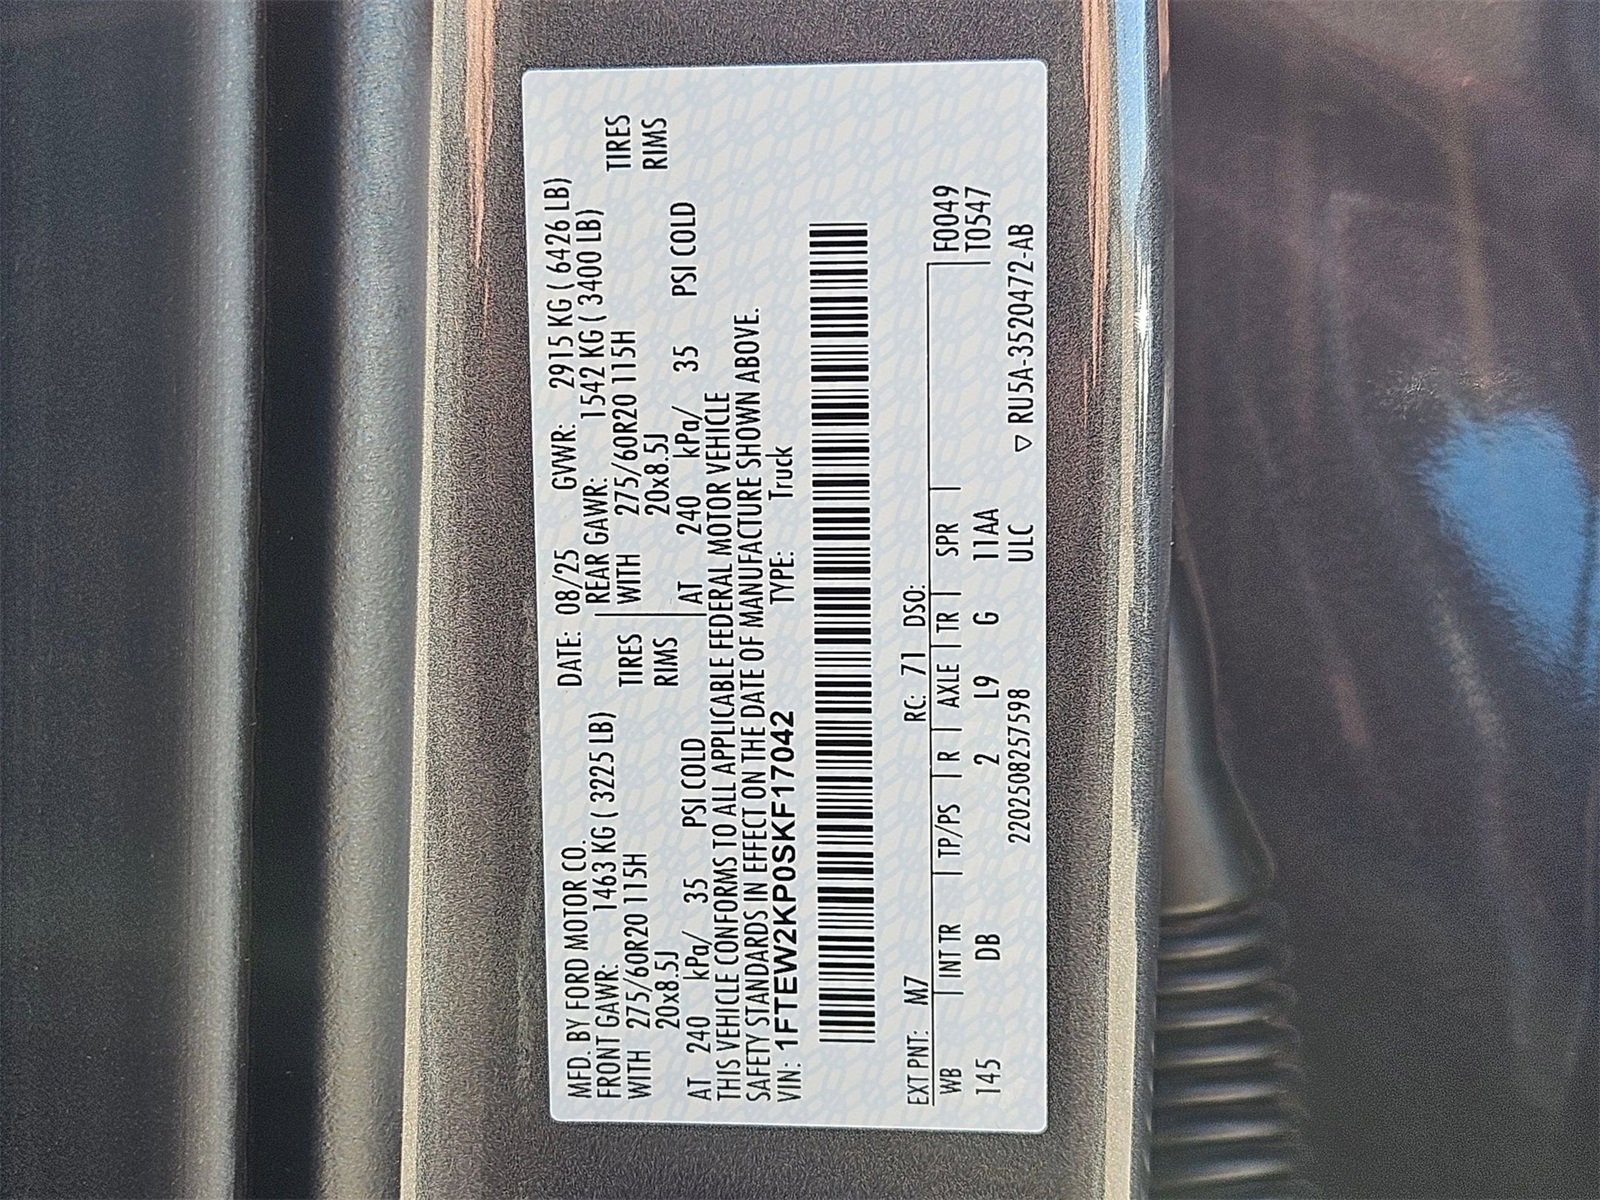 MFD. BY FORD MOTOR CO. DATE: 08/25 GVWR: 2915 KG ( 6426 LB)
FRONT GAWR: 1463 KG ( 3225 LB) REAR GAWR: 1542 KG ( 3400 LB)
WITH 275/60R20 115H TIRES WITH 275/60R20 115H TIRES
20x8.5J RIMS 20x8.5J RIMS
AT 240 kPa/ 35 PSI COLD AT 240 kPa/ 35 PSI COLD
THIS VEHICLE CONFORMS TO ALL APPLICABLE FEDERAL MOTOR VEHICLE
SAFETY STANDARDS IN EFFECT ON THE DATE OF MANUFACTURE SHOWN ABOVE.
VIN: 1FTEW2KP0SKF17042 TYPE: Truck
EXT PNT: M7 RC: 71 DSO:
WB INT TR TP/PS R AXLE TR SPR F0049
145 DB 2 L9 G 11AA T0547
220250825759​8 ULC ▽ RU5A-3520472-AB